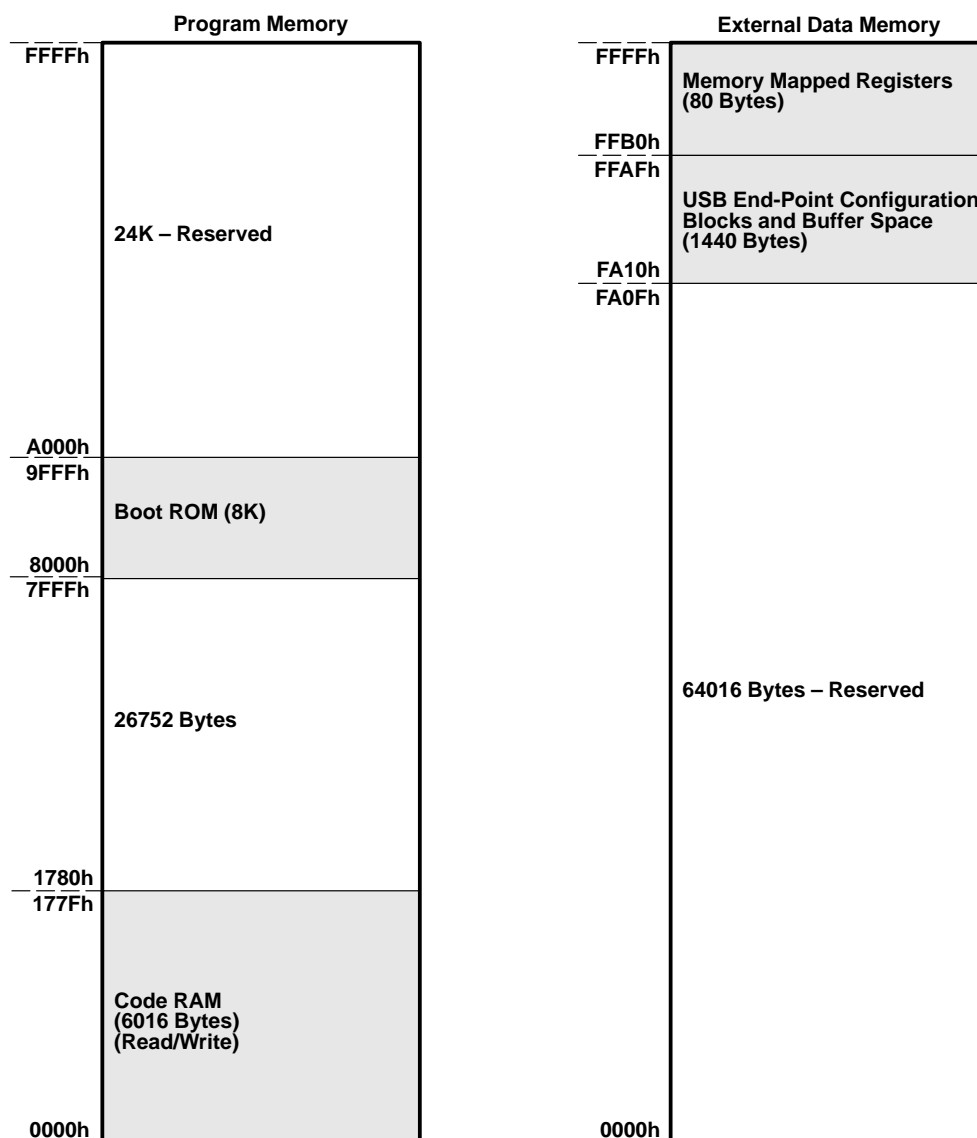 Program Memory
FFFFh
24K – Reserved
A000h
9FFFh
Boot ROM (8K)
8000h
7FFFh
26752 Bytes
1780h
177Fh
Code RAM
(6016 Bytes)
(Read/Write)
0000h
External Data Memory
FFFFh
Memory Mapped Registers
(80 Bytes)
FFB0h
FFAFh
USB End-Point Configuration
Blocks and Buffer Space
(1440 Bytes)
FA10h
FA0Fh
64016 Bytes – Reserved
0000h